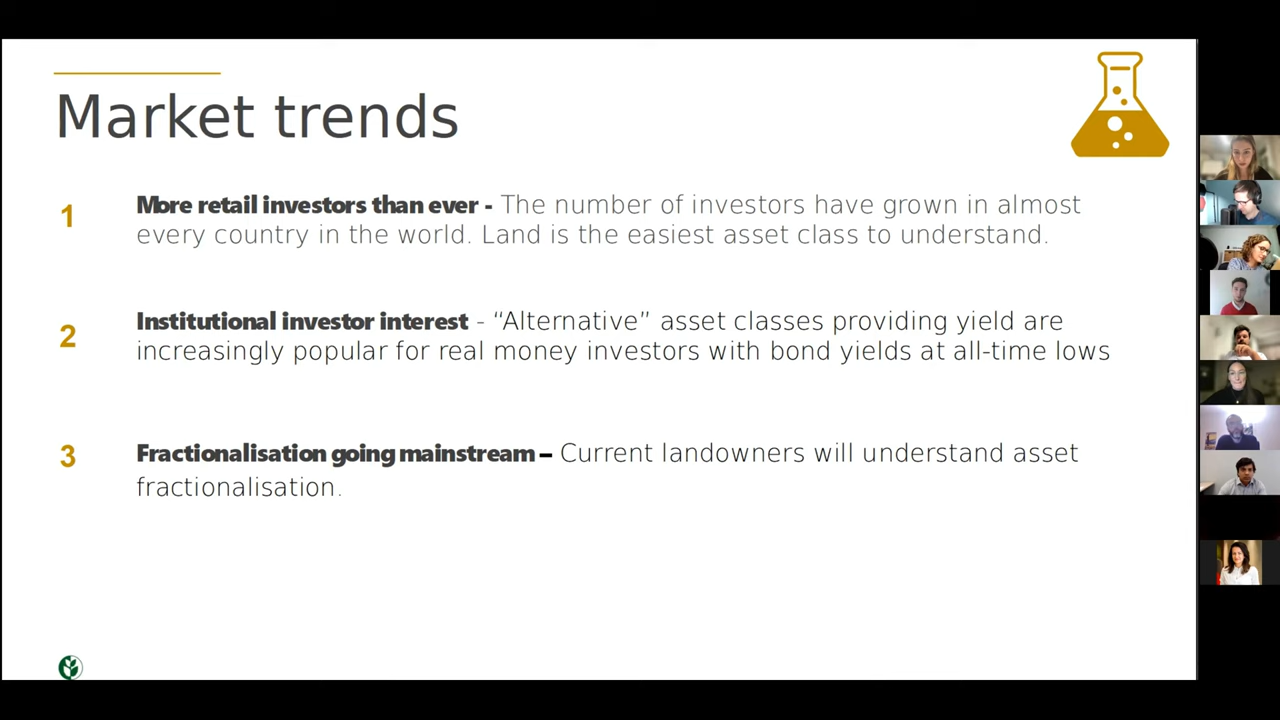 Market trends
1
More retail investors than ever - The number of investors have grown in almost
every country in the world. Land is the easiest asset class to understand.
2
Institutional investor interest - “Alternative” asset classes providing yield are
increasingly popular for real money investors with bond yields at all-time lows
3
Fractionalisation going mainstream – Current landowners will understand asset
fractionalisation.